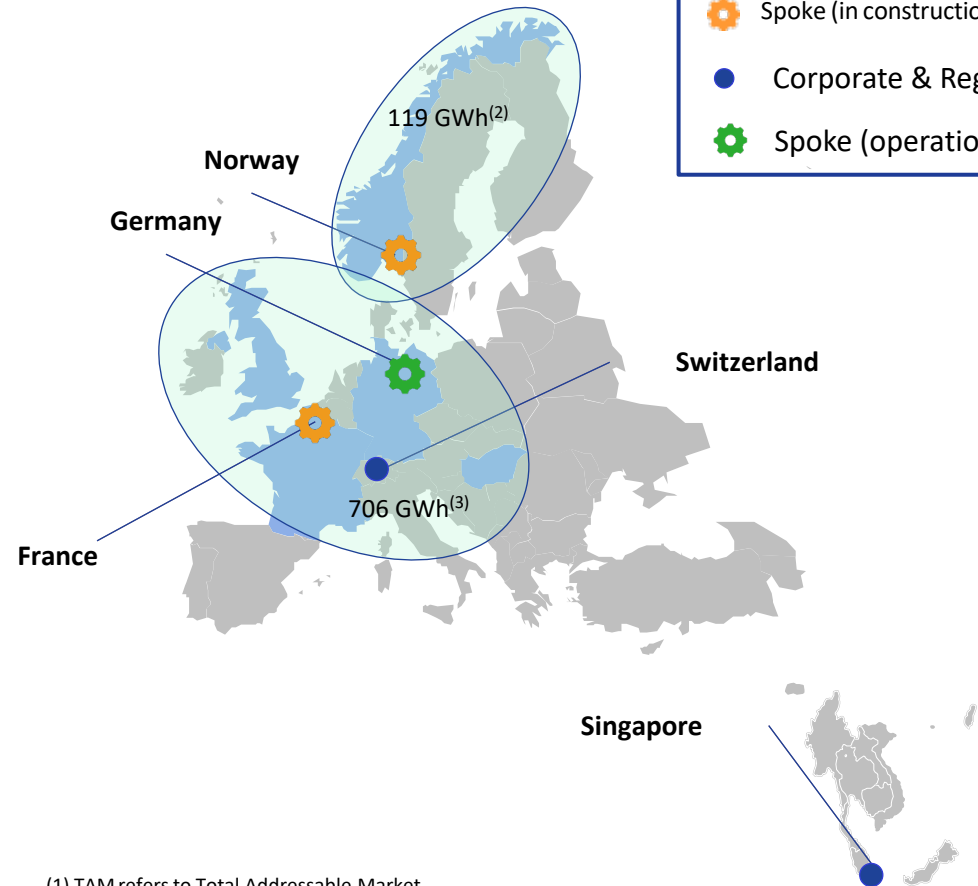 Spoke (in constructio
Corporate & Reg
Spoke (operatio
119 GWh(2)
Norway
Germany
Switzerland
706 GWh(3)
France
Singapore
(1) TAM refers to Total Addressable Market